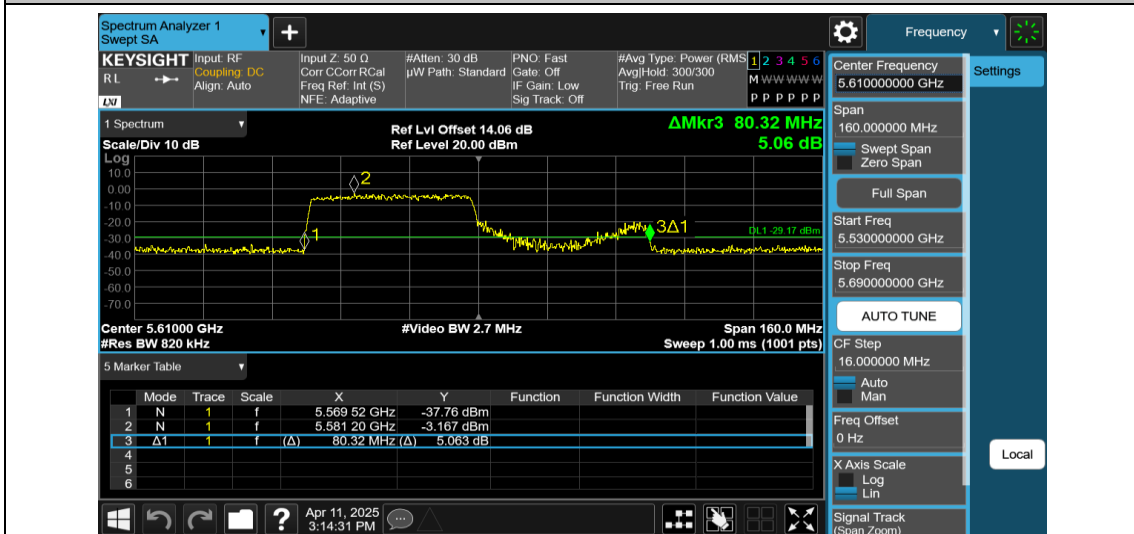 Spectrum Analyzer 1
Swept SA
Frequency
KEYSIGHT
RL
LXI
Input: RF
Coupling: DC
Align: Auto
Input Z: 50 Ω
Corr CCorr RCal
Freq Ref: Int (S)
NFE: Adaptive
#Atten: 30 dB
µW Path: Standard
PNO: Fast
Gate: Off
IF Gain: Low
Sig Track: Off
#Avg Type: Power (RMS
Avg|Hold: 300/300
Trig: Free Run
1 2 3 4 5 6
M W W W W W
P P P P P P
1 Spectrum
Scale/Div 10 dB
Ref Lvl Offset 14.06 dB
Ref Level 20.00 dBm
ΔMkr3 80.32 MHz
5.06 dB
Log
10.0
0.00
-10.0
-20.0
-30.0
-40.0
-50.0
-60.0
-70.0
2
1
3Δ1
DL1 -29.17 dBm
Center 5.61000 GHz
#Video BW 2.7 MHz
Span 160.0 MHz
#Res BW 820 kHz
Sweep 1.00 ms (1001 pts)
5 Marker Table
Mode Trace Scale X Y Function Function Width Function Value
1 N 1 f 5.569 52 GHz -37.76 dBm
2 N 1 f 5.581 20 GHz -3.167 dBm
3 Δ1 1 f (Δ) 80.32 MHz (Δ) 5.063 dB
4
5
6
Apr 11, 2025
3:14:31 PM
Center Frequency
5.610000000 GHz
Span
160.000000 MHz
Swept Span
Zero Span
Full Span
Start Freq
5.530000000 GHz
Stop Freq
5.690000000 GHz
AUTO TUNE
CF Step
16.000000 MHz
Auto
Man
Freq Offset
0 Hz
X Axis Scale
Log
Lin
Signal Track
(Span Zoom)
Settings
Local